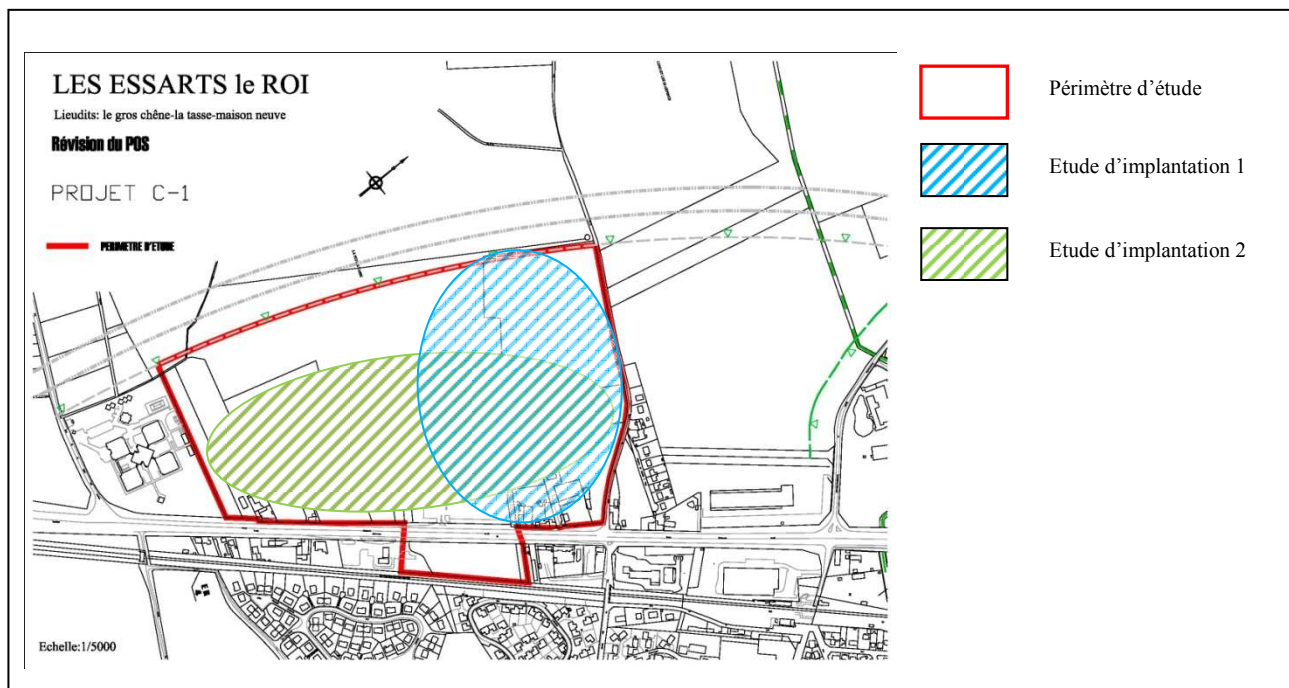 LES ESSARTS le ROI
Lieudits: le gros chêne-la tasse-maison neuve
Révision du POS
PROJET C-1
PERIMETRE D'ETUDE
Echelle:1/5000
Périmètre d'étude
Etude d'implantation 1
Etude d'implantation 2